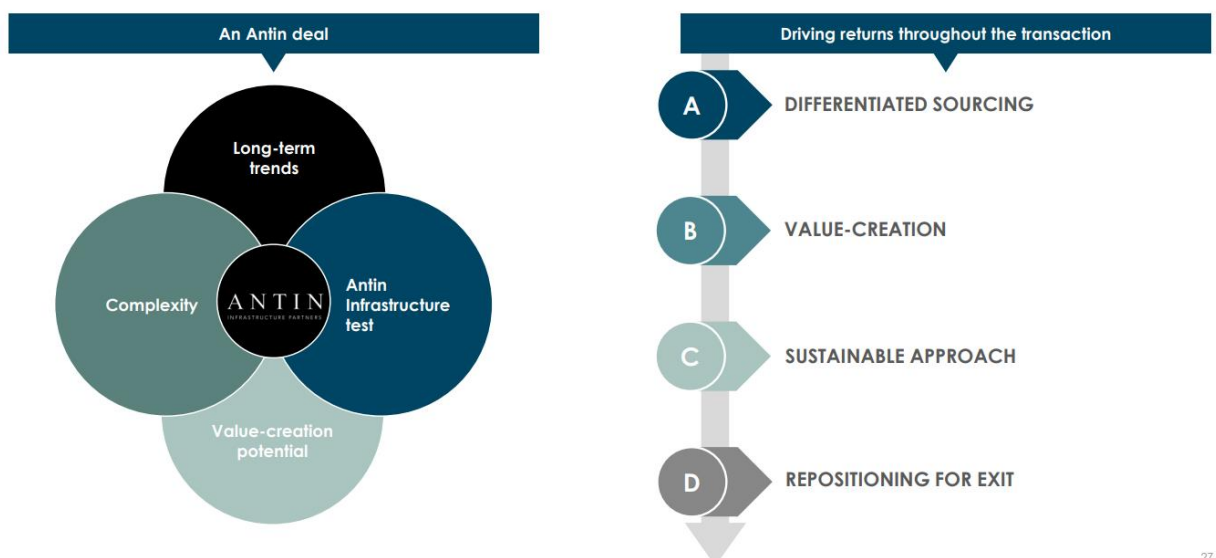 An Antin deal
Long-term
trends
Complexity
ANTIN
INFRASTRUCTURE PARTNERS
Antin
Infrastructure
test
Value-creation
potential
Driving returns throughout the transaction
A
DIFFERENTIATED SOURCING
B
VALUE-CREATION
C
SUSTAINABLE APPROACH
D
REPOSITIONING FOR EXIT
27